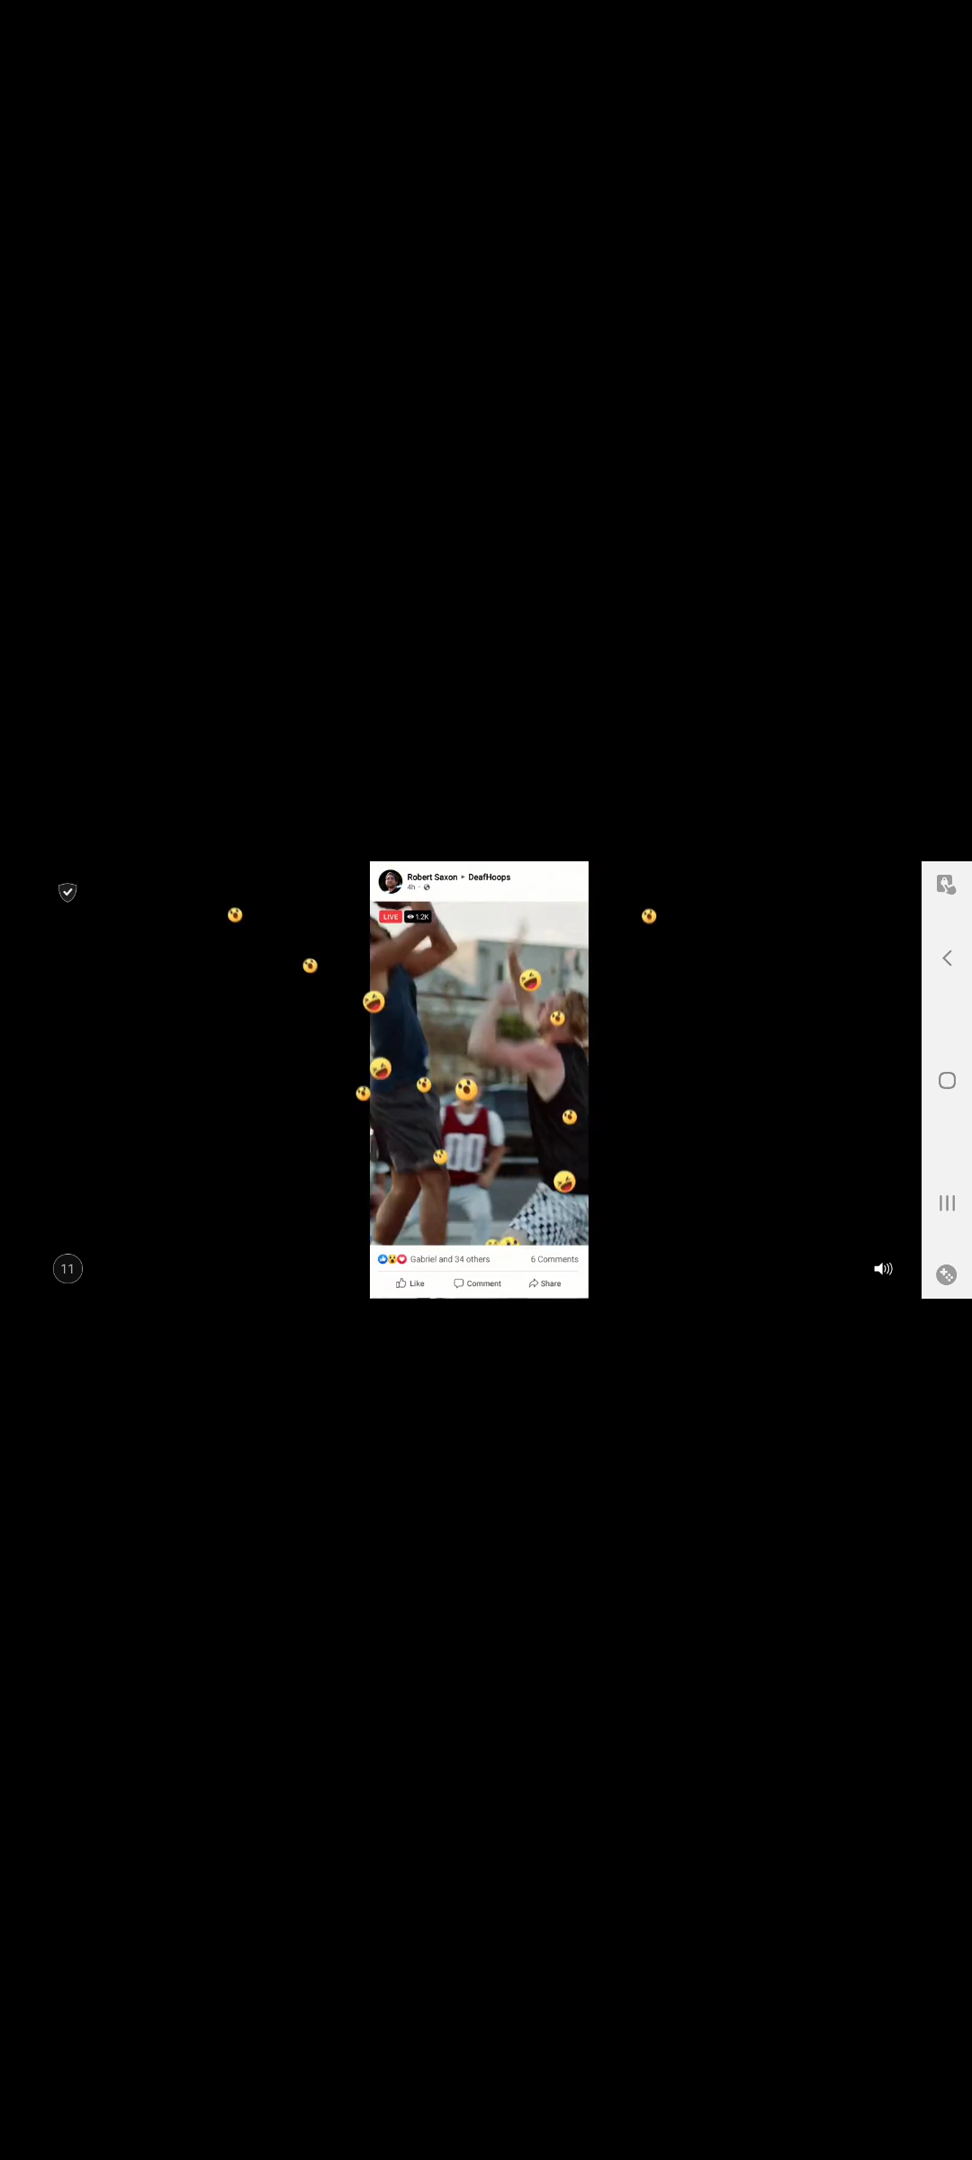 Robert Saxon ▸ DeafHoops
4h ·
LIVE 1.2K
00
Gabriel and 34 others 6 Comments
Like Comment Share
11